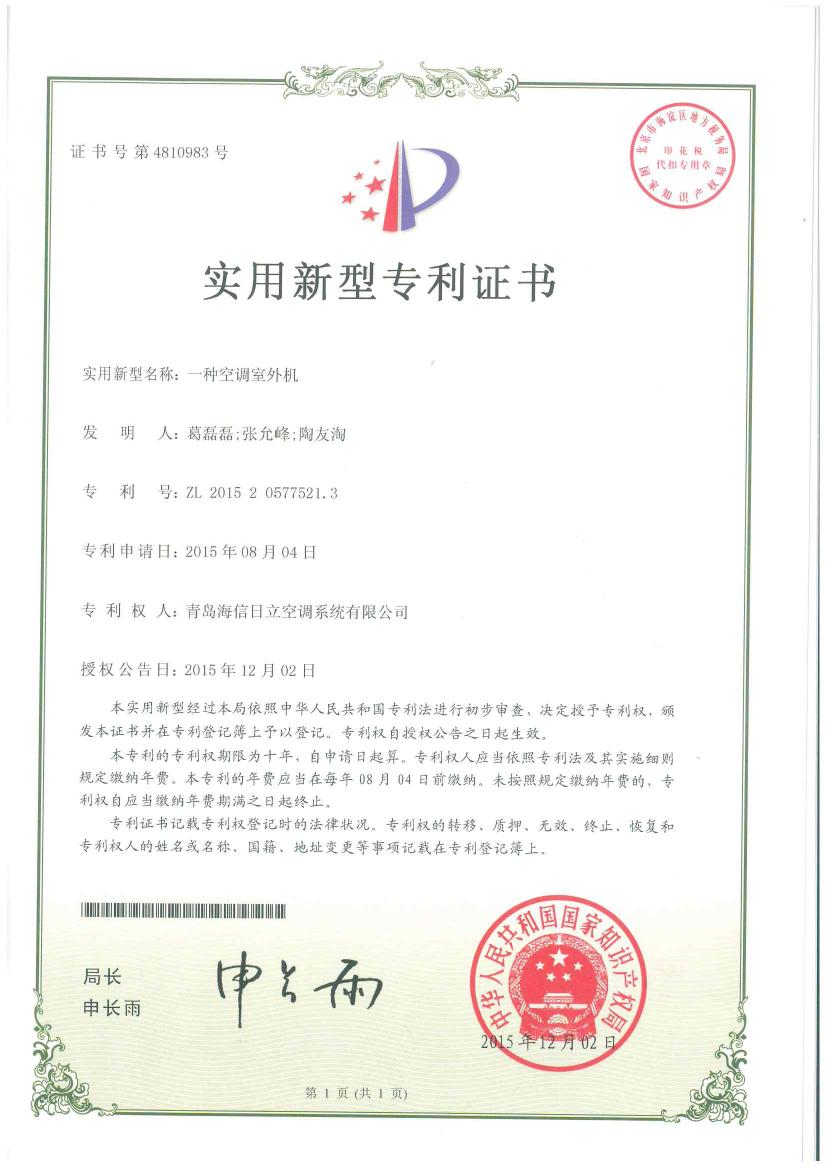 证书号第4810983号
北京市海淀区地方税务局
印花税
代扣专用章
国家知识产权局
实用新型专利证书
实用新型名称：一种空调室外机
发明人：葛磊磊;张允峰;陶友淘
专利号：ZL 2015 2 0577521.3
专利申请日：2015年08月04日
专利权人：青岛海信日立空调系统有限公司
授权公告日：2015年12月02日
本实用新型经过本局依照中华人民共和国专利法进行初步审查，决定授予专利权，颁
发本证书并在专利登记簿上予以登记。专利权自授权公告之日起生效。
本专利的专利权期限为十年，自申请日起算。专利权人应当依照专利法及其实施细则
规定缴纳年费。本专利的年费应当在每年08月04日前缴纳。未按照规定缴纳年费的，专
利权自应当缴纳年费期满之日起终止。
专利证书记载专利权登记时的法律状况。专利权的转移、质押、无效、终止、恢复和
专利权人的姓名或名称、国籍、地址变更等事项记载在专利登记簿上。
局长
申长雨
申长雨
中华人民共和国国家知识产权局
2015年12月02日
第1页(共1页)